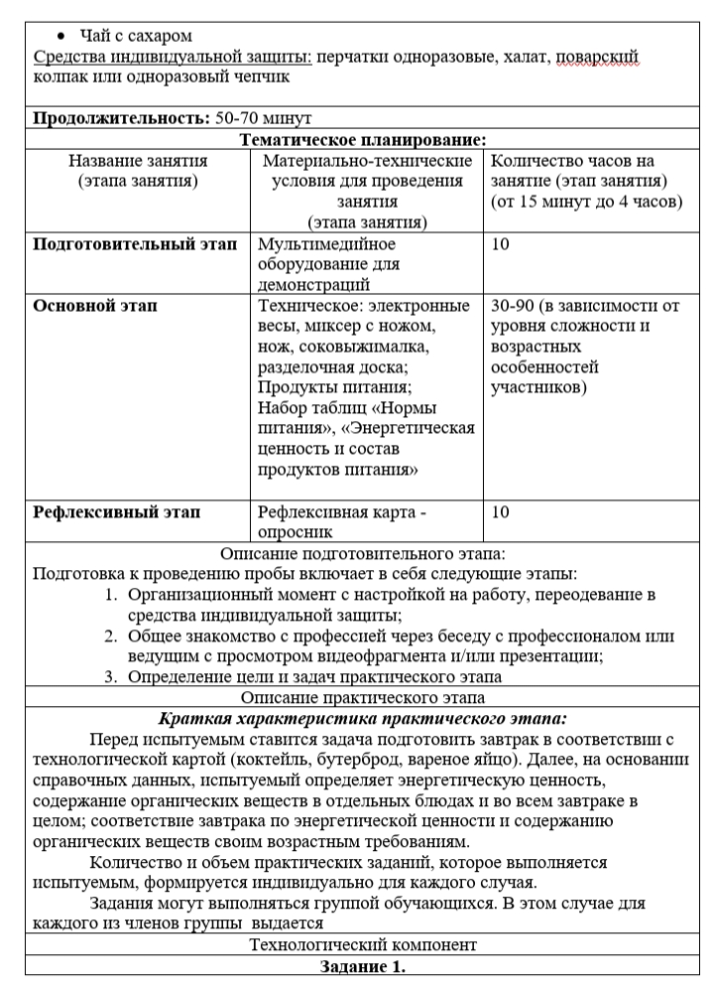 • Чай с сахаром
Средства индивидуальной защиты: перчатки одноразовые, халат, поварский
колпак или одноразовый чепчик
Продолжительность: 50-70 минут
Тематическое планирование:
Название занятия
(этапа занятия)
Материально-технические
условия для проведения
занятия
(этапа занятия)
Количество часов на
занятие (этап занятия)
(от 15 минут до 4 часов)
Подготовительный этап
Мультимедийное
оборудование для
демонстраций
10
Основной этап
Техническое: электронные
весы, миксер с ножом,
нож, соковыжималка,
разделочная доска;
Продукты питания;
Набор таблиц «Нормы
питания», «Энергетическая
ценность и состав
продуктов питания»
30-90 (в зависимости от
уровня сложности и
возрастных
особенностей
участников)
Рефлексивный этап
Рефлексивная карта -
опросник
10
Описание подготовительного этапа:
Подготовка к проведению пробы включает в себя следующие этапы:
1. Организационный момент с настройкой на работу, переодевание в
средства индивидуальной защиты;
2. Общее знакомство с профессией через беседу с профессионалом или
ведущим с просмотром видеофрагмента и/или презентации;
3. Определение цели и задач практического этапа
Описание практического этапа
Краткая характеристика практического этапа:
Перед испытуемым ставится задача подготовить завтрак в соответствии с
технологической картой (коктейль, бутерброд, вареное яйцо). Далее, на основании
справочных данных, испытуемый определяет энергетическую ценность,
содержание органических веществ в отдельных блюдах и во всем завтраке в
целом; соответствие завтрака по энергетической ценности и содержанию
органических веществ своим возрастным требованиям.
Количество и объем практических заданий, которое выполняется
испытуемым, формируется индивидуально для каждого случая.
Задания могут выполняться группой обучающихся. В этом случае для
каждого из членов группы выдается
Технологический компонент
Задание 1.